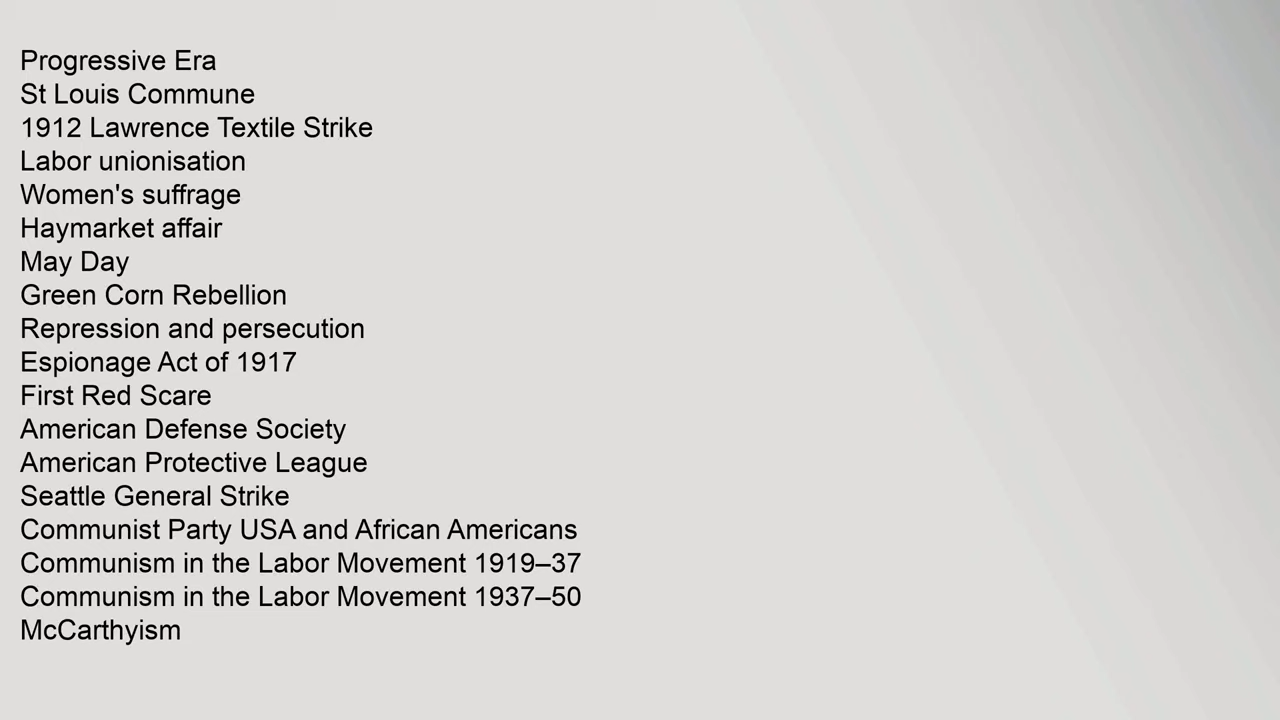 Progressive Era
St Louis Commune
1912 Lawrence Textile Strike
Labor unionisation
Women's suffrage
Haymarket affair
May Day
Green Corn Rebellion
Repression and persecution
Espionage Act of 1917
First Red Scare
American Defense Society
American Protective League
Seattle General Strike
Communist Party USA and African Americans
Communism in the Labor Movement 1919–37
Communism in the Labor Movement 1937–50
McCarthyism